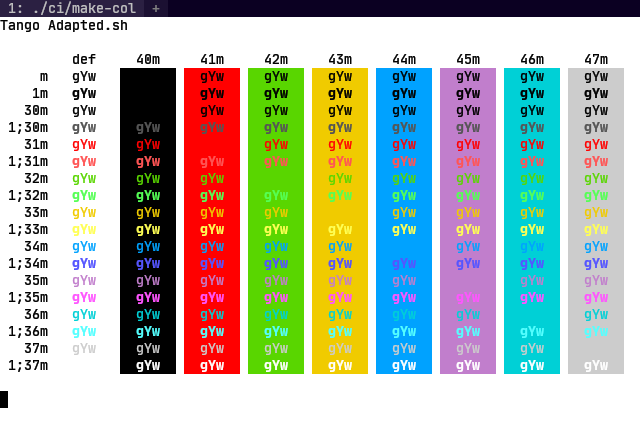 1: ./ci/make-col +
Tango Adapted.sh
def 40m 41m 42m 43m 44m 45m 46m 47m
m gYw gYw gYw gYw gYw gYw gYw gYw
1m gYw gYw gYw gYw gYw gYw gYw gYw
30m gYw gYw gYw gYw gYw gYw gYw gYw
1;30m gYw gYw gYw gYw gYw gYw gYw gYw gYw
31m gYw gYw gYw gYw gYw gYw gYw gYw
1;31m gYw gYw gYw gYw gYw gYw gYw gYw gYw
32m gYw gYw gYw gYw gYw gYw gYw gYw
1;32m gYw gYw gYw gYw gYw gYw gYw gYw gYw
33m gYw gYw gYw gYw gYw gYw gYw gYw
1;33m gYw gYw gYw gYw gYw gYw gYw gYw gYw
34m gYw gYw gYw gYw gYw gYw gYw gYw
1;34m gYw gYw gYw gYw gYw gYw gYw gYw gYw
35m gYw gYw gYw gYw gYw gYw gYw gYw
1;35m gYw gYw gYw gYw gYw gYw gYw gYw gYw
36m gYw gYw gYw gYw gYw gYw gYw gYw
1;36m gYw gYw gYw gYw gYw gYw gYw gYw gYw
37m gYw gYw gYw gYw gYw gYw gYw gYw
1;37m gYw gYw gYw gYw gYw gYw gYw gYw